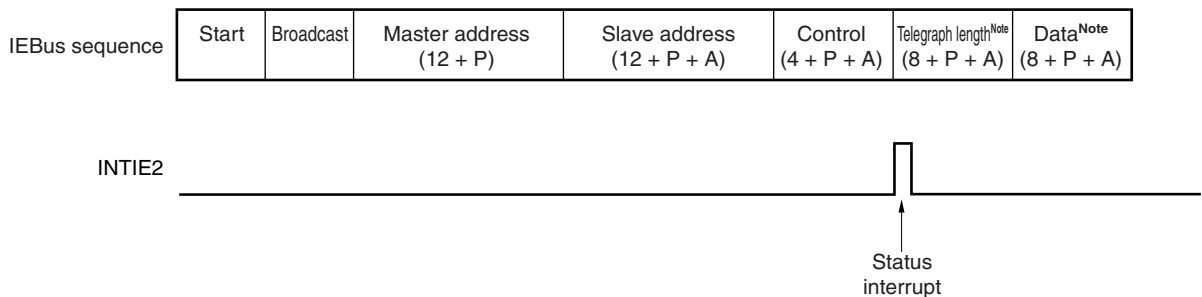 IEBus sequence
Start
Broadcast
Master address
(12 + P)
Slave address
(12 + P + A)
Control
(4 + P + A)
Telegraph lengthNote
(8 + P + A)
DataNote
(8 + P + A)
INTIE2
Status
interrupt